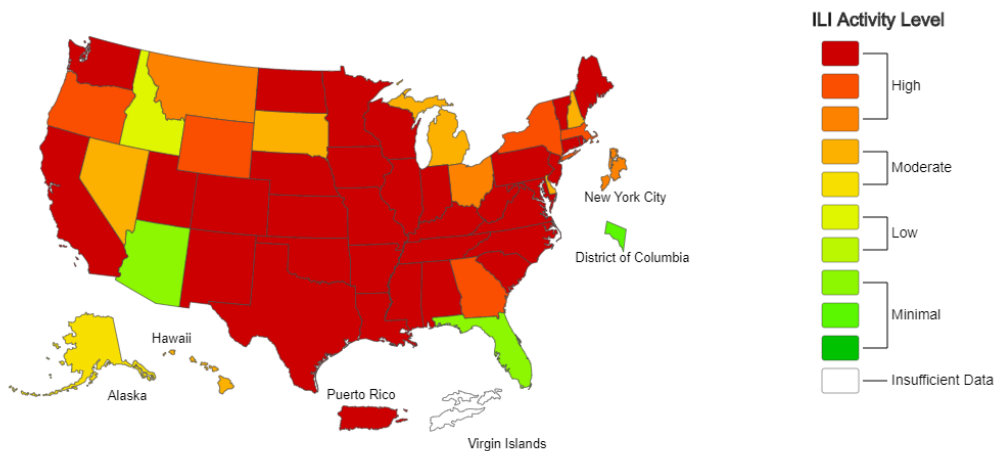 ILI Activity Level
High
Moderate
Low
Minimal
Insufficient Data
New York City
District of Columbia
Hawaii
Alaska
Puerto Rico
Virgin Islands